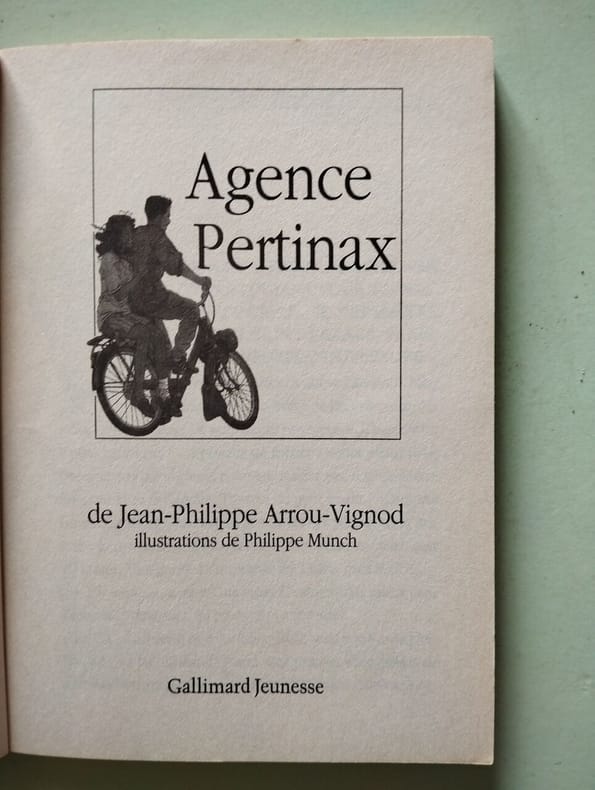 Agence
Pertinax
de Jean-Philippe Arrou-Vignod
illustrations de Philippe Munch
Gallimard Jeunesse